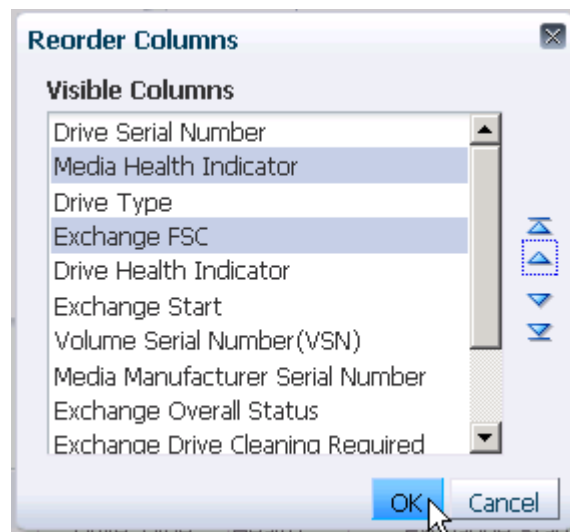 Reorder Columns
Visible Columns
Drive Serial Number
Media Health Indicator
Drive Type
Exchange FSC
Drive Health Indicator
Exchange Start
Volume Serial Number(VSN)
Media Manufacturer Serial Number
Exchange Overall Status
Exchange Drive Cleaning Required
OK Cancel